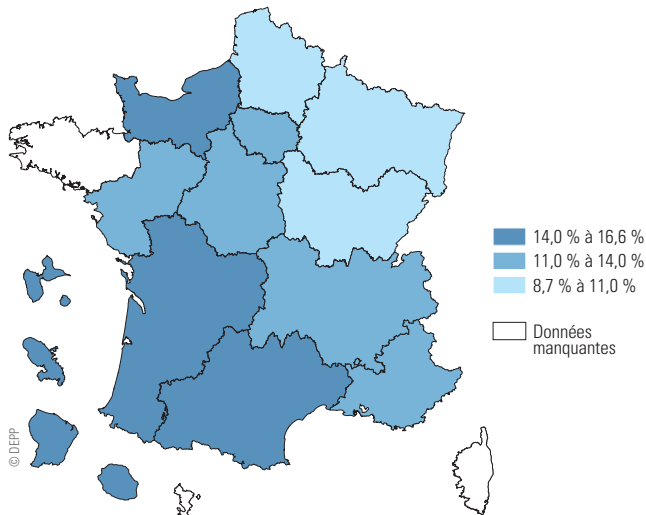 14,0 % à 16,6 %
11,0 % à 14,0 %
8,7 % à 11,0 %
Données
manquantes
© DEPP